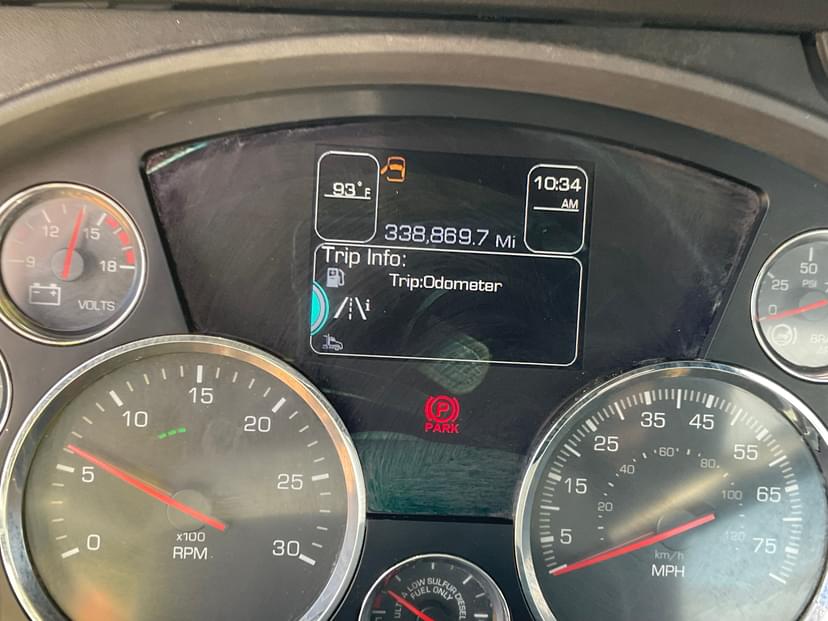 93°F
10:34
AM
338,869.7 Mi
Trip Info:
Trip:Odometer
i
9
12
15
18
VOLTS
0
25
50
PSI
P
PARK
0
5
10
15
20
25
30
x100
RPM
5
15
25
35
45
55
65
75
20
40
60
80
100
120
km/h
MPH
LOW SULFUR DIESEL
FUEL ONLY